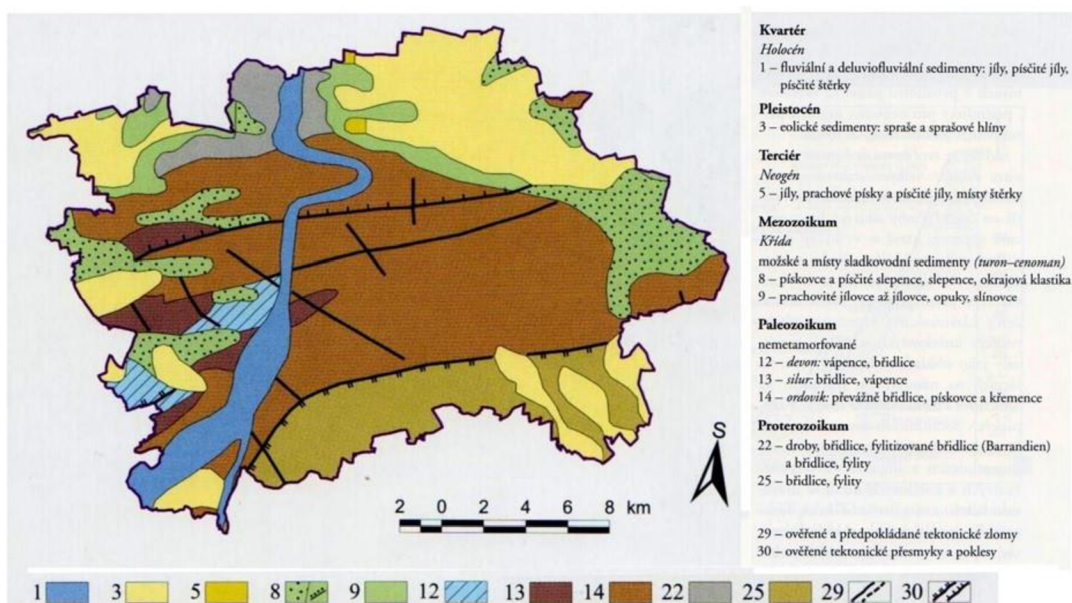 Kvartér
Holocén
1 – fluviální a deluviofluviální sedimenty: jíly, písčité jíly,
písčité štěrky
Pleistocén
3 – eolické sedimenty: spraše a sprašové hlíny
Terciér
Neogén
5 – jíly, prachové písky a písčité jíly, místy štěrky
Mezozoikum
Křída
možské a místy sladkovodní sedimenty (turon–cenoman)
8 – pískovce a písčité slepence, slepence, okrajová klastika
9 – prachovité jílovce až jílovce, opuky, slínovce
Paleozoikum
nemetamorfované
12 – devon: vápence, břidlice
13 – silur: břidlice, vápence
14 – ordovik: převážně břidlice, pískovce a křemence
Proterozoikum
22 – droby, břidlice, fylitizované břidlice (Barrandien)
a břidlice, fylity
25 – břidlice, fylity
29 – ověřené a předpokládané tektonické zlomy
30 – ověřené tektonické přesmyky a poklesy
S
2 0 2 4 6 8 km
1 3 5 8 9 12 13 14 22 25 29 30